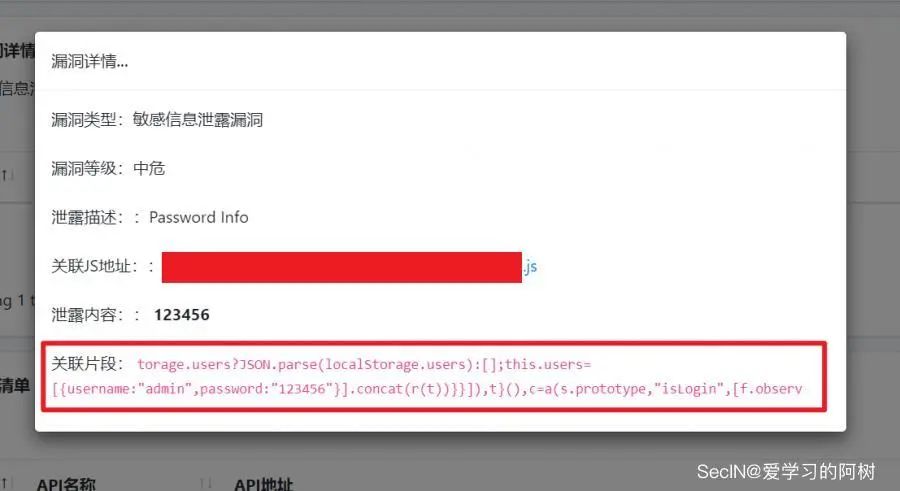 漏洞详情...
洞详情
信息泄
漏洞类型：敏感信息泄露漏洞
漏洞等级：中危
泄露描述：：Password Info
关联JS地址：：.js
ng 1 t
泄露内容：：123456
关联片段：torage.users?JSON.parse(localStorage.users):[];this.users=
[{username:"admin",password:"123456"}].concat(r(t))}}]),t}(),c=a(s.prototype,"isLogin",[f.observ
清单
API名称
API地址
SecIN@爱学习的阿树